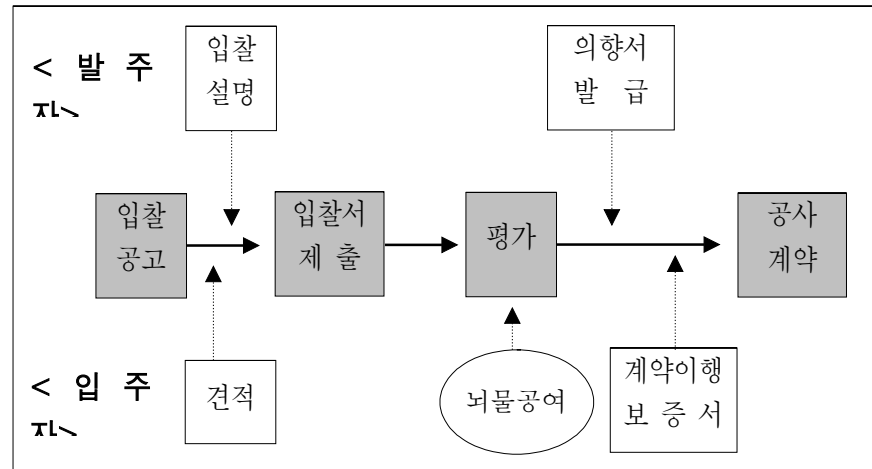 < 발 주
자>
입찰
설명
의향서
발 급
입찰
공고
입찰서
제 출
평가
공사
계약
< 입 주
자>
견적
뇌물공여
계약이행
보 증 서